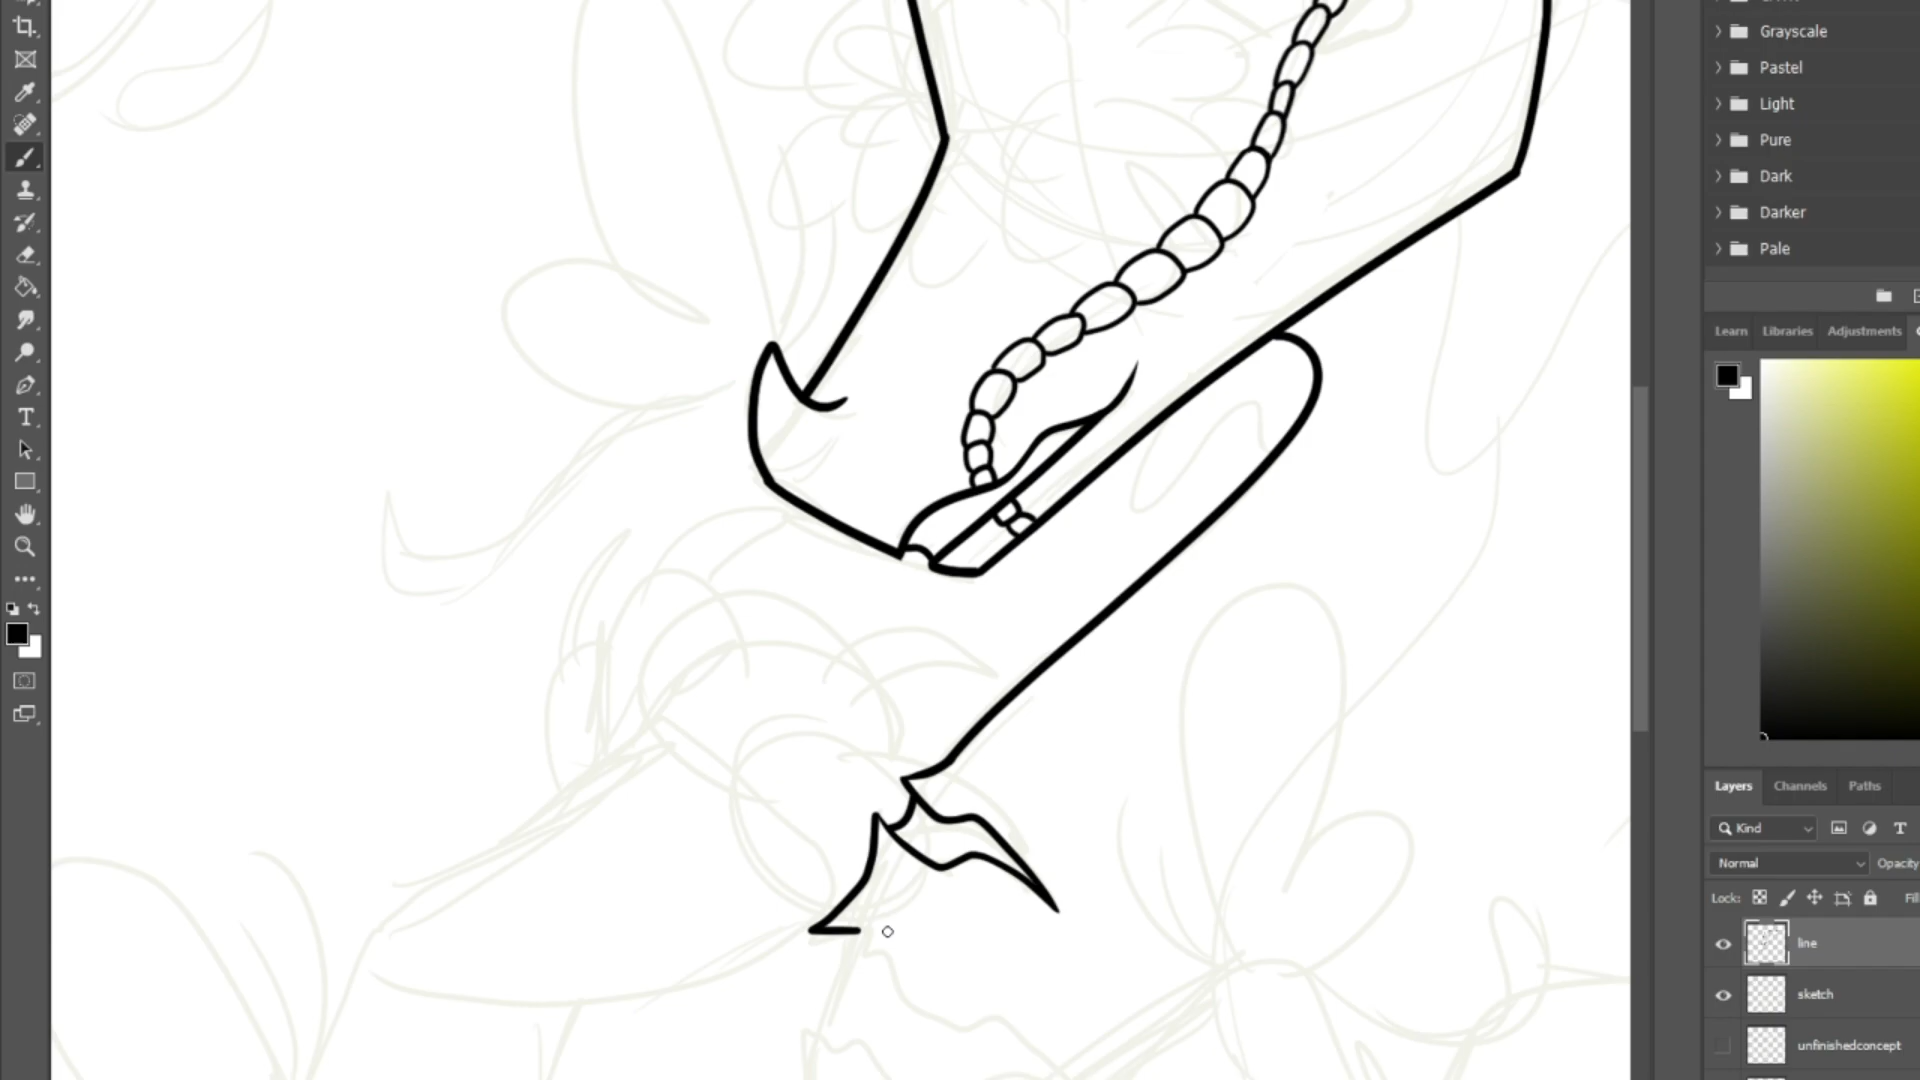 Grayscale
Pastel
Light
Pure
Dark
Darker
Pale
Learn Libraries Adjustments
T
Layers Channels Paths
Kind T
Normal Opacity
Lock:
line
sketch
unfinishedconcept